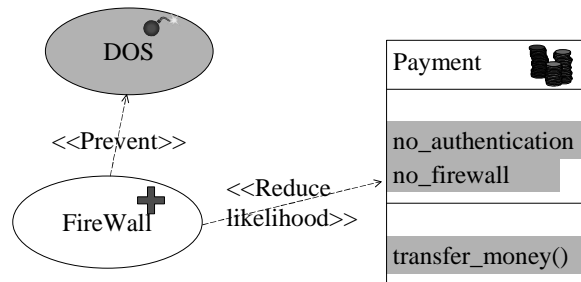 DOS
Payment
<<Prevent>>
no_authentication
no_firewall
<<Reduce
likelihood>>
FireWall
transfer_money()